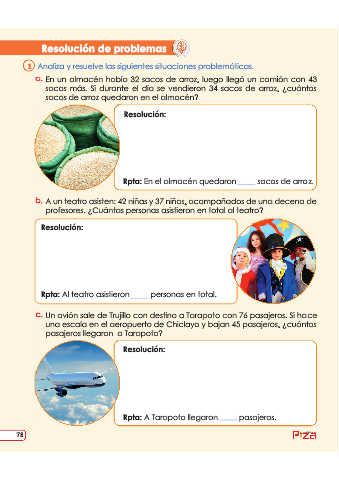 Resolución de problemas
1 Analiza y resuelve las siguientes situaciones problemáticas.
a. En un almacén había 32 sacos de arroz, luego llegó un camión con 43
sacos más. Si durante el día se vendieron 34 sacos de arroz, ¿cuántos
sacos de arroz quedaron en el almacén?
Resolución:
Rpta: En el almacén quedaron _____ sacos de arroz.
b. A un teatro asisten: 42 niñas y 37 niños, acompañados de una decena de
profesores. ¿Cuántas personas asistieron en total al teatro?
Resolución:
Rpta: Al teatro asistieron _____ personas en total.
c. Un avión sale de Trujillo con destino a Tarapoto con 76 pasajeros. Si hace
una escala en el aeropuerto de Chiclayo y bajan 45 pasajeros, ¿cuántos
pasajeros llegaron a Tarapoto?
Resolución:
Rpta: A Tarapoto llegaron _____ pasajeros.
78